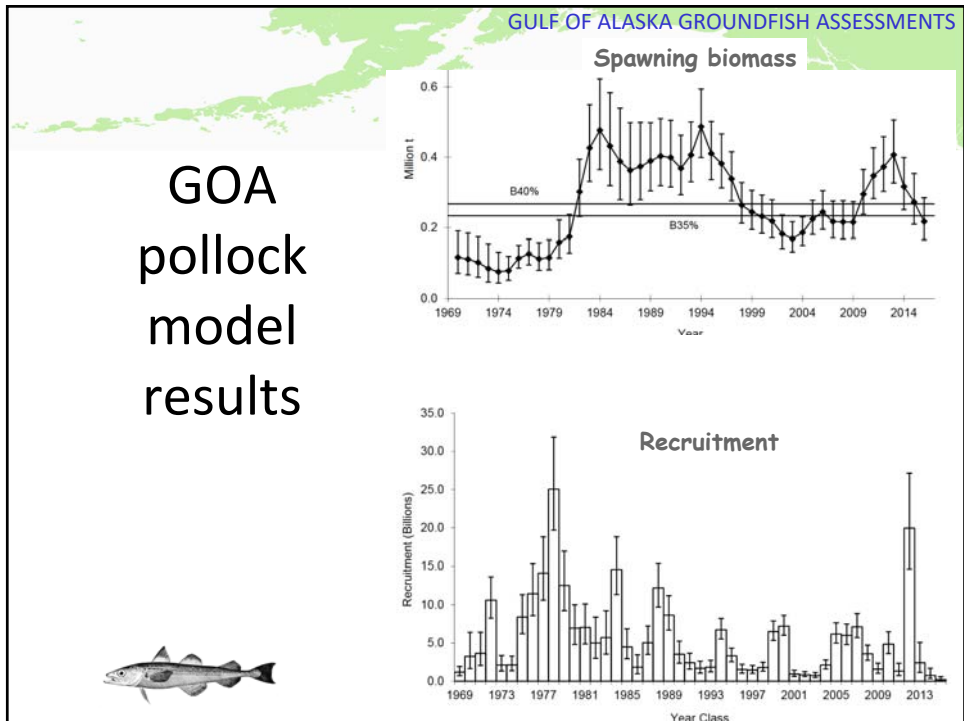 GULF OF ALASKA GROUNDFISH ASSESSMENTS
GOA
pollock
model
results
Spawning biomass
Million t
0.6
0.4
0.2
0.0
B40%
B35%
1969 1974 1979 1984 1989 1994 1999 2004 2009 2014
Year
Recruitment
Recruitment (Billions)
35.0
30.0
25.0
20.0
15.0
10.0
5.0
0.0
1969 1973 1977 1981 1985 1989 1993 1997 2001 2005 2009 2013
Year Class